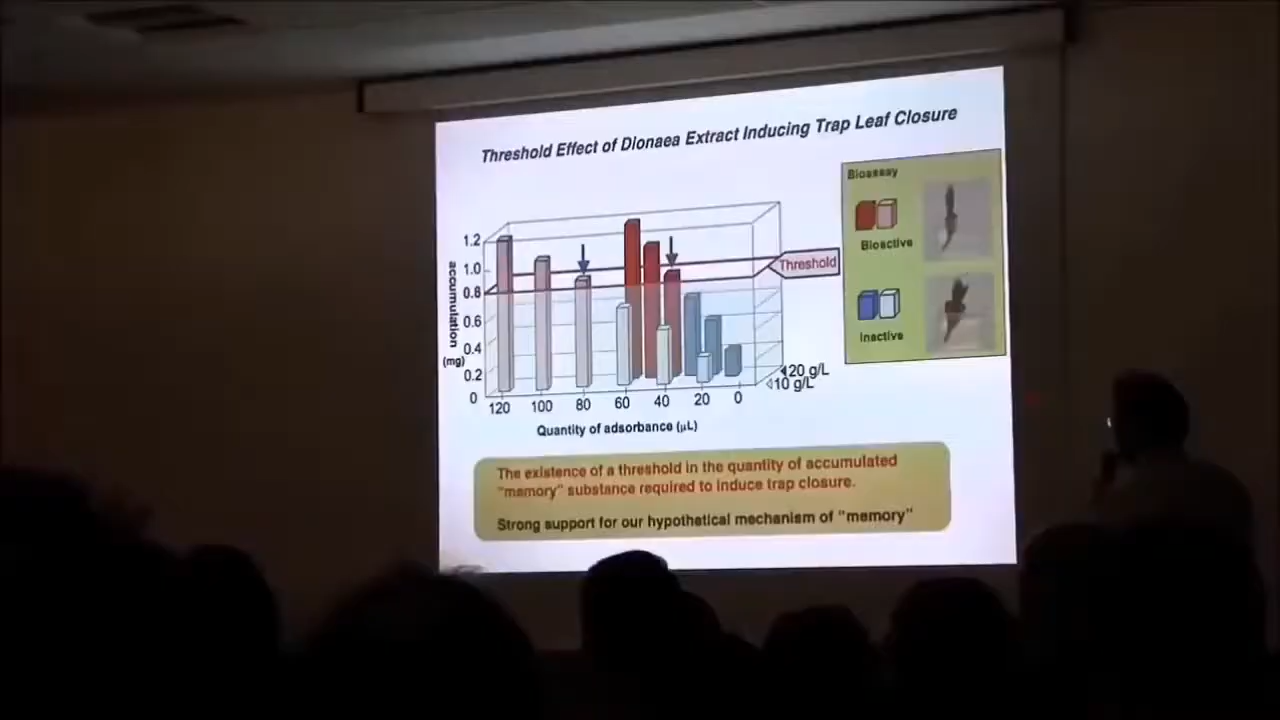 Threshold Effect of Dionaea Extract Inducing Trap Leaf Closure
Bioassay
Bioactive
Inactive
Threshold
accumulation
(mg)
1.2
1.0
0.8
0.6
0.4
0.2
0
120 100 80 60 40 20 0
◀20 g/L
◁10 g/L
Quantity of adsorbance (µL)
The existence of a threshold in the quantity of accumulated
"memory" substance required to induce trap closure.
Strong support for our hypothetical mechanism of "memory"